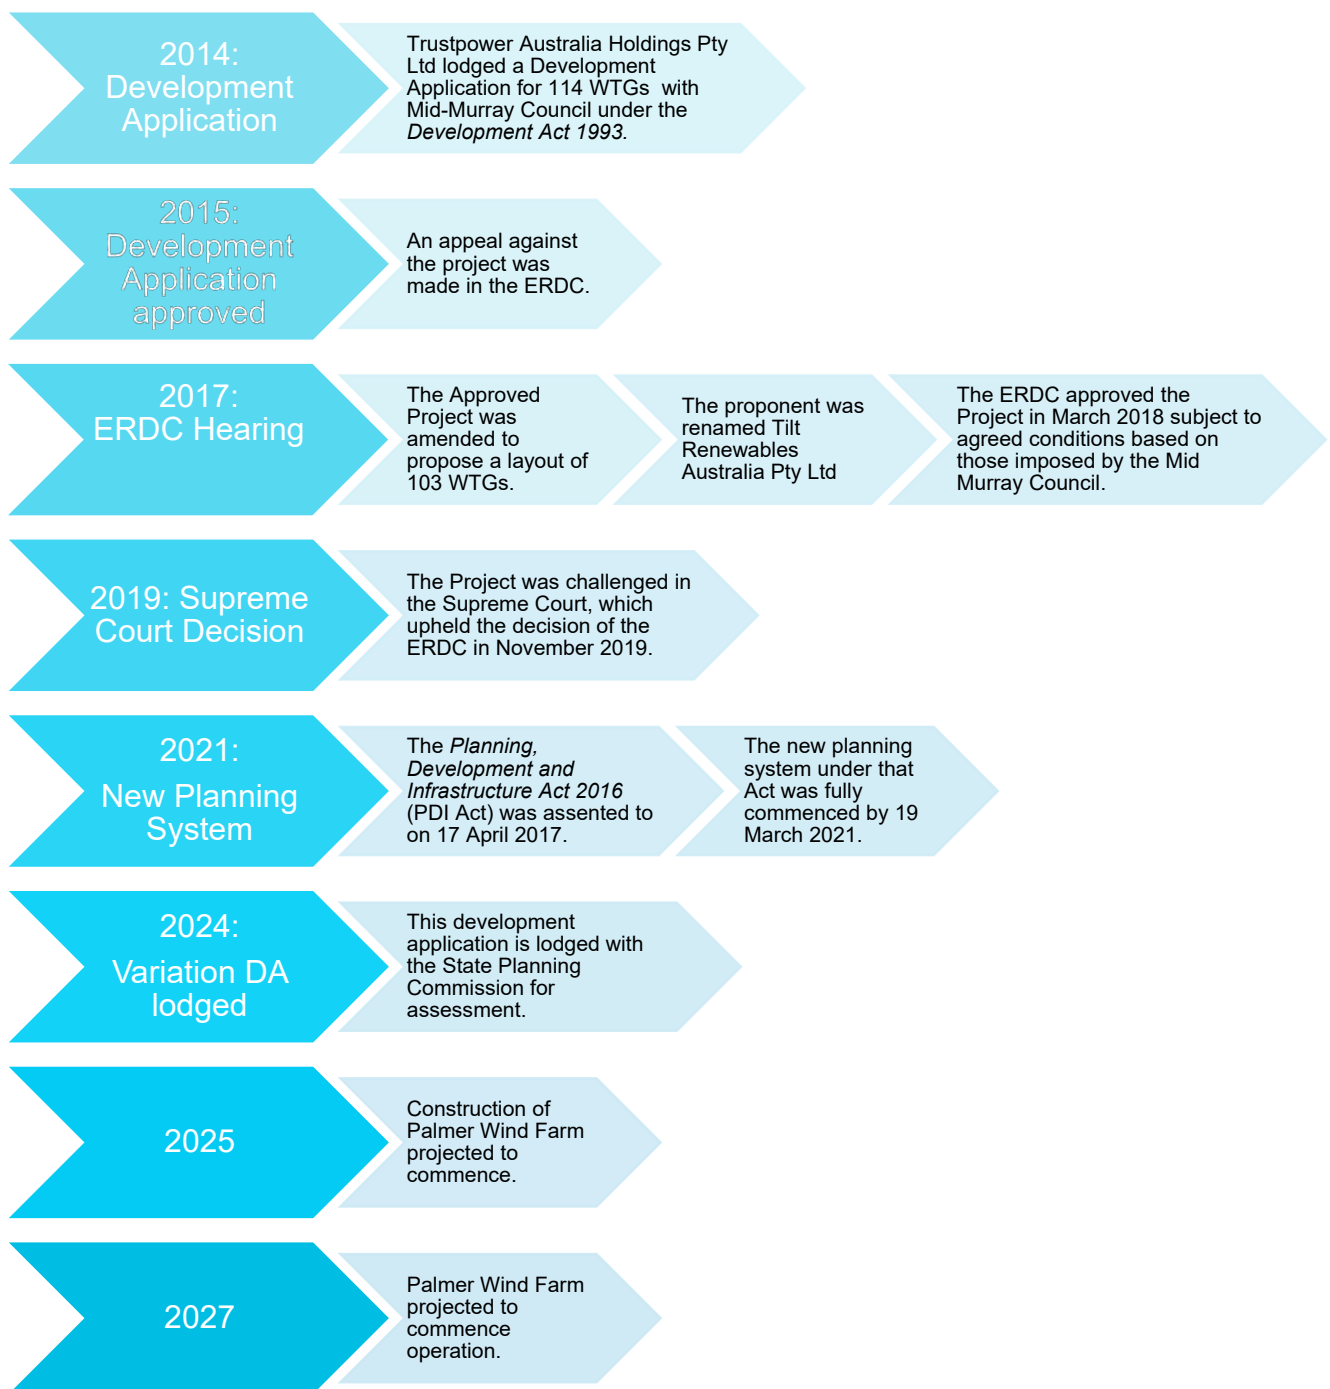 2014:
Development
Application
Trustpower Australia Holdings Pty
Ltd lodged a Development
Application for 114 WTGs  with
Mid-Murray Council under the
Development Act 1993.
2015:
Development
Application
approved
An appeal against
the project was
made in the ERDC.
2017:
ERDC Hearing
The Approved
Project was
amended to
propose a layout of
103 WTGs.
The proponent was
renamed Tilt
Renewables
Australia Pty Ltd
The ERDC approved the
Project in March 2018 subject to
agreed conditions based on
those imposed by the Mid
Murray Council.
2019: Supreme
Court Decision
The Project was challenged in
the Supreme Court, which
upheld the decision of the
ERDC in November 2019.
2021:
New Planning
System
The Planning,
Development and
Infrastructure Act 2016
(PDI Act) was assented to
on 17 April 2017.
The new planning
system under that
Act was fully
commenced by 19
March 2021.
2024:
Variation DA
lodged
This development
application is lodged with
the State Planning
Commission for
assessment.
2025
Construction of
Palmer Wind Farm
projected to
commence.
2027
Palmer Wind Farm
projected to
commence
operation.